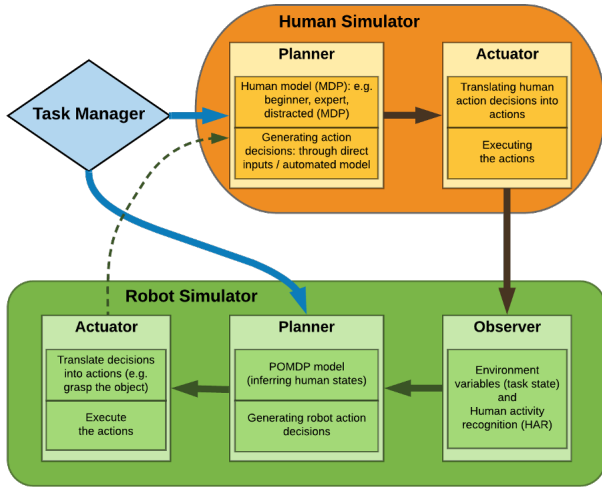 Human Simulator
Task Manager
Planner
Human model (MDP): e.g.
beginner, expert,
distracted (MDP)
Generating action
decisions: through direct
inputs / automated model
Actuator
Translating human
action decisions into
actions
Executing
the actions
Robot Simulator
Actuator
Translate decisions
into actions (e.g.
grasp the object)
Execute
the actions
Planner
POMDP model
(inferring human states)
Generating robot action
decisions
Observer
Environment
variables (task state)
and
Human activity
recognition (HAR)